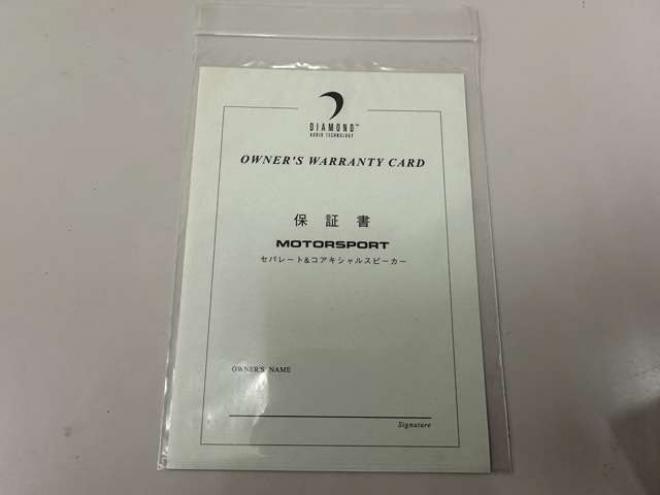 DIAMOND™
AUDIO TECHNOLOGY
OWNER'S WARRANTY CARD
保証書
MOTORSPORT
セパレート&コアキシャルスピーカー
OWNER'S NAME
Signature